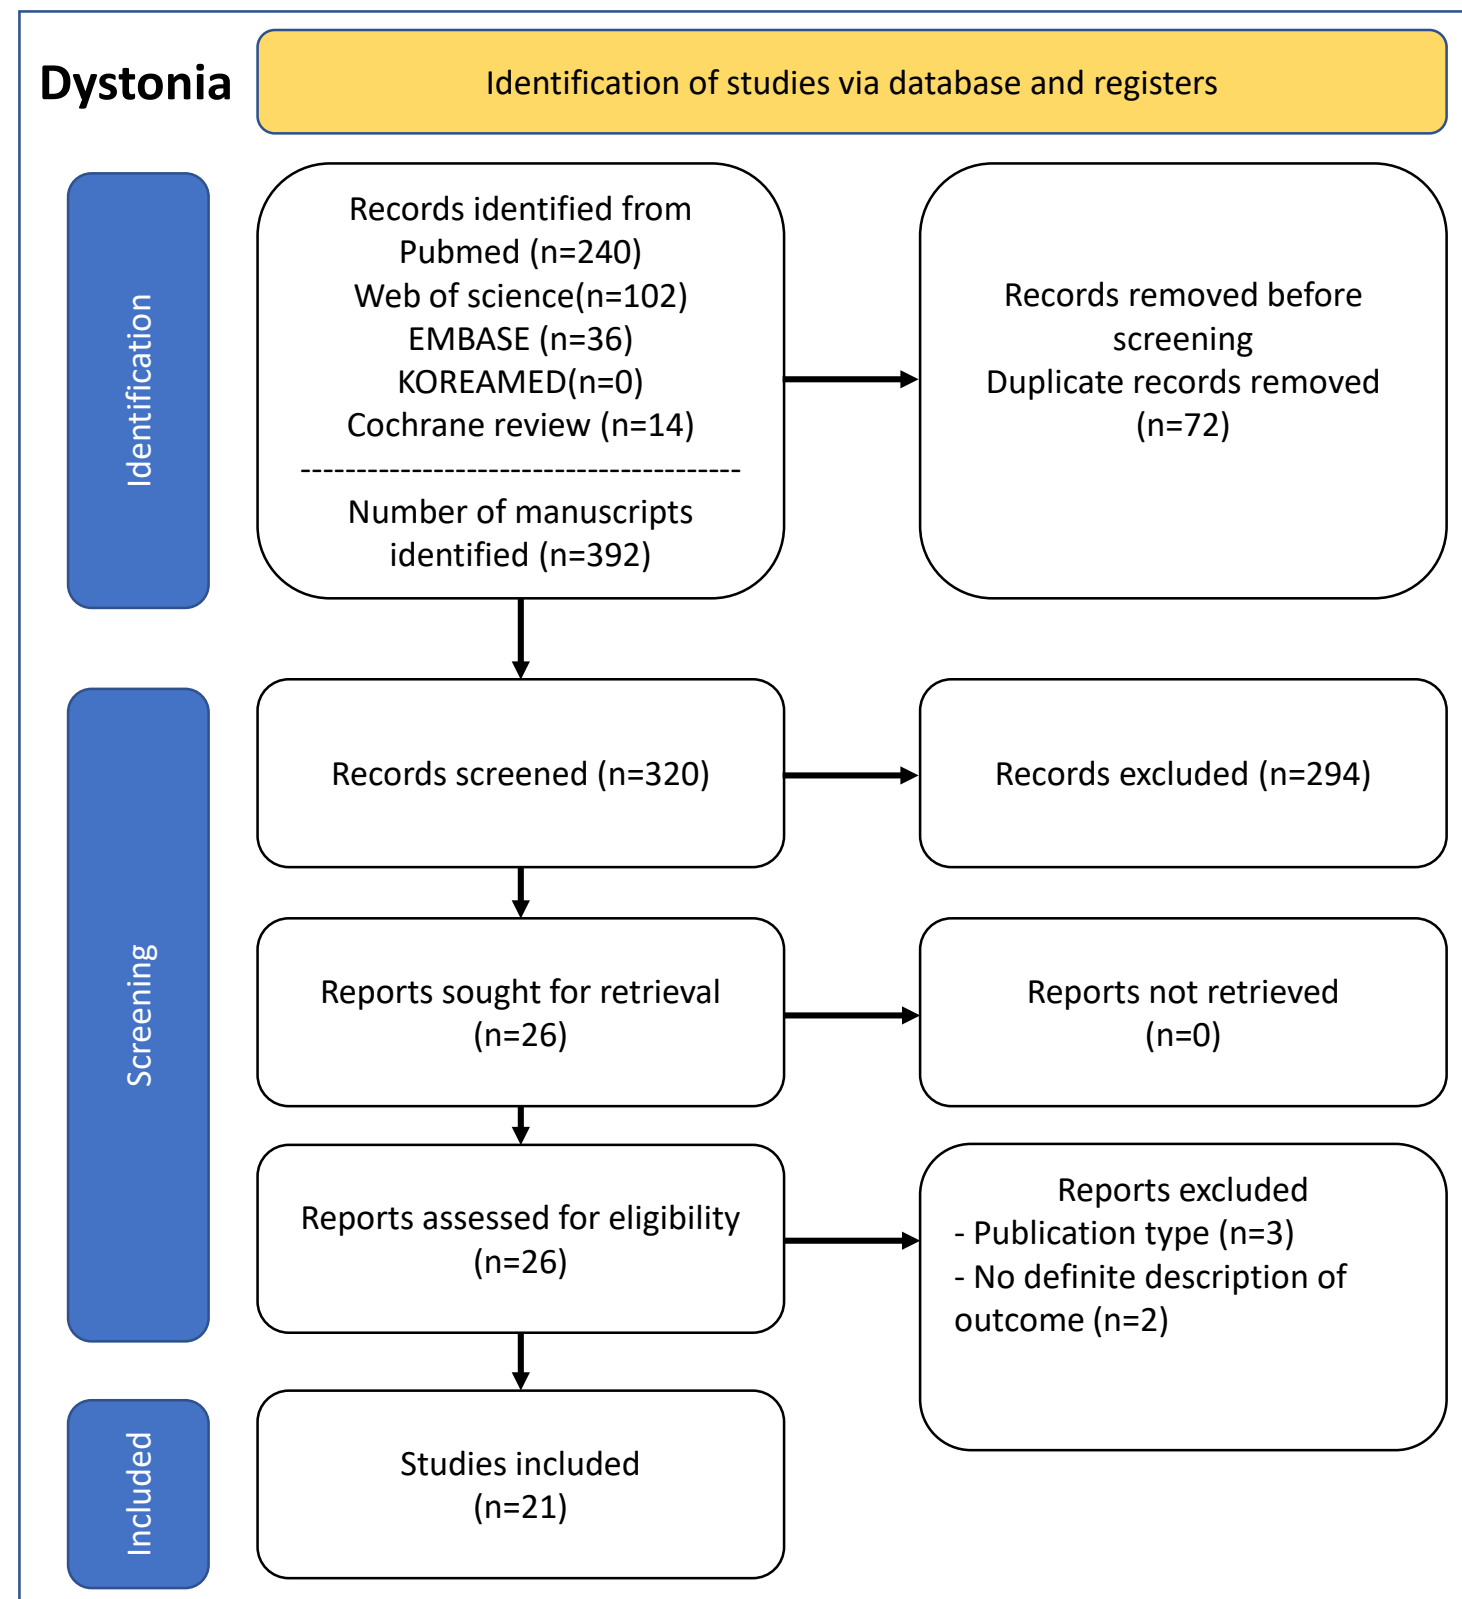 Dystonia
Identification of studies via database and registers
Identification
Records identified from
Pubmed (n=240)
Web of science(n=102)
EMBASE (n=36)
KOREAMED(n=0)
Cochrane review (n=14)
---------------------------------------
Number of manuscripts
identified (n=392)
Records removed before
screening
Duplicate records removed
(n=72)
Screening
Records screened (n=320)
Records excluded (n=294)
Reports sought for retrieval
(n=26)
Reports not retrieved
(n=0)
Reports assessed for eligibility
(n=26)
Reports excluded
- Publication type (n=3)
- No definite description of
outcome (n=2)
Included
Studies included
(n=21)